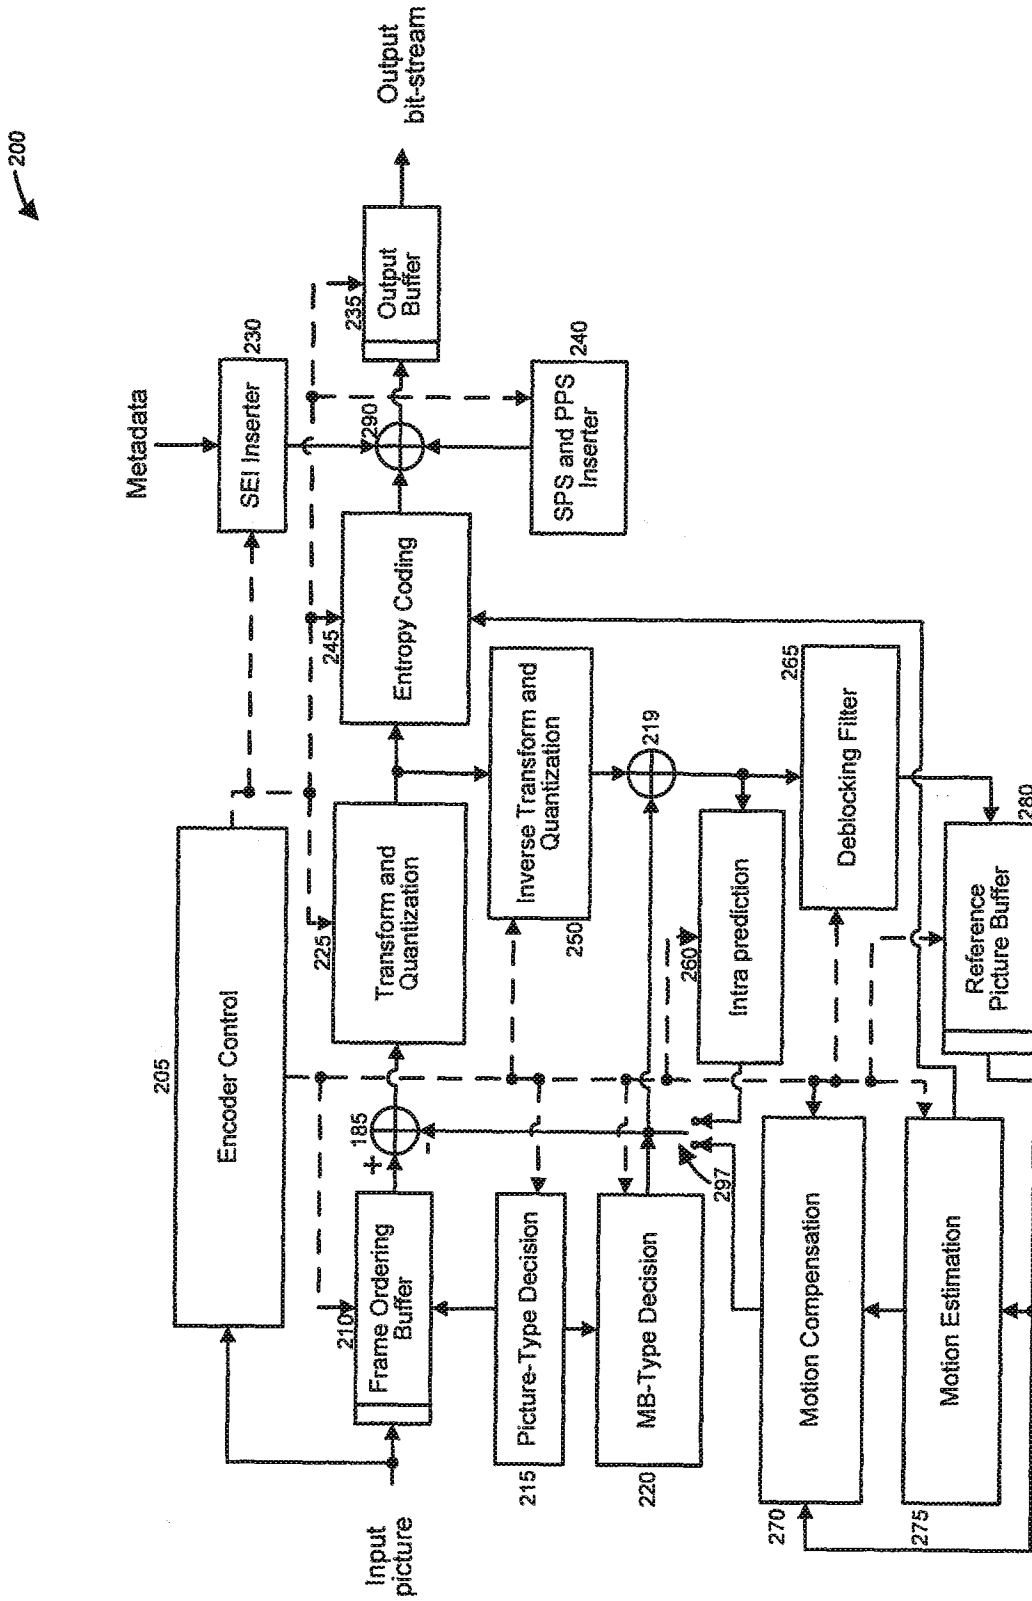 200
Metadata
SEI Inserter
230
Output
bit-stream
Output
Buffer
235
290
SPS and PPS
Inserter
240
Encoder Control
205
Transform and
Quantization
225
Entropy Coding
245
Inverse Transform and
Quantization
250
219
Input
picture
Frame Ordering
Buffer
210
+
-
185
Picture-Type Decision
215
MB-Type Decision
220
297
Intra prediction
260
Deblocking Filter
265
Motion Compensation
270
Motion Estimation
275
Reference
Picture Buffer
280